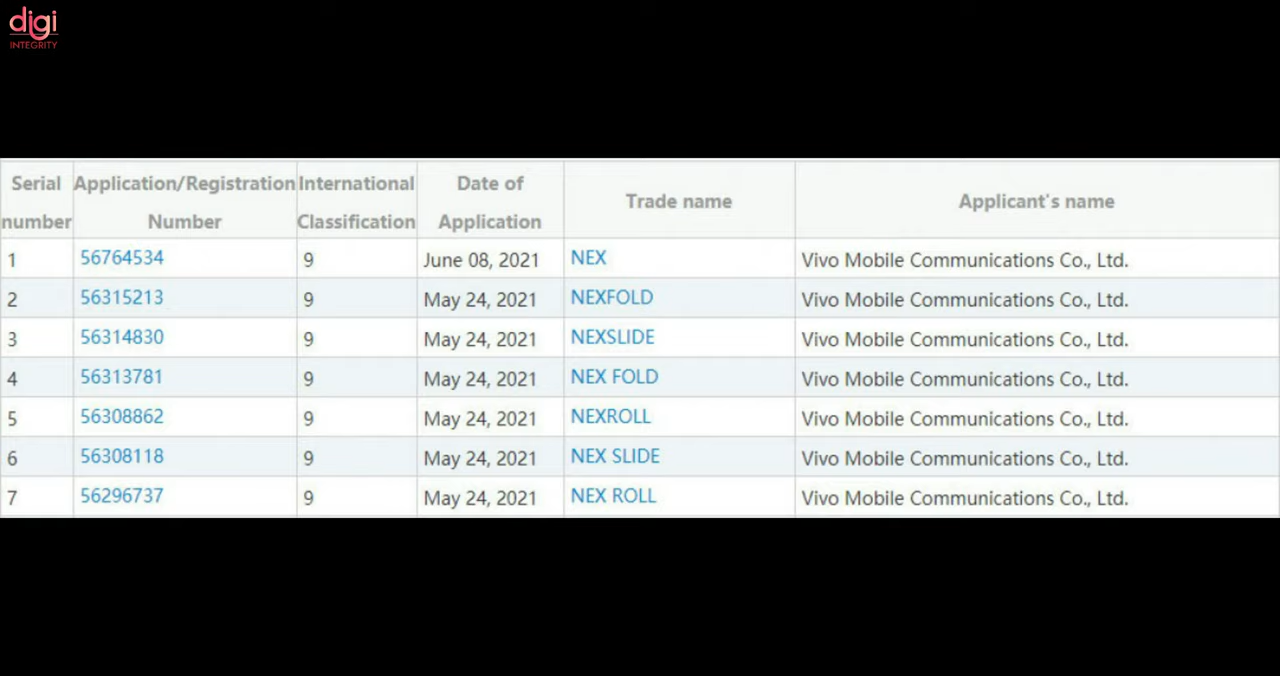 digi
INTEGRITY
Serial number Application/Registration Number International Classification Date of Application Trade name Applicant's name
1 56764534 9 June 08, 2021 NEX Vivo Mobile Communications Co., Ltd.
2 56315213 9 May 24, 2021 NEXFOLD Vivo Mobile Communications Co., Ltd.
3 56314830 9 May 24, 2021 NEXSLIDE Vivo Mobile Communications Co., Ltd.
4 56313781 9 May 24, 2021 NEX FOLD Vivo Mobile Communications Co., Ltd.
5 56308862 9 May 24, 2021 NEXROLL Vivo Mobile Communications Co., Ltd.
6 56308118 9 May 24, 2021 NEX SLIDE Vivo Mobile Communications Co., Ltd.
7 56296737 9 May 24, 2021 NEX ROLL Vivo Mobile Communications Co., Ltd.